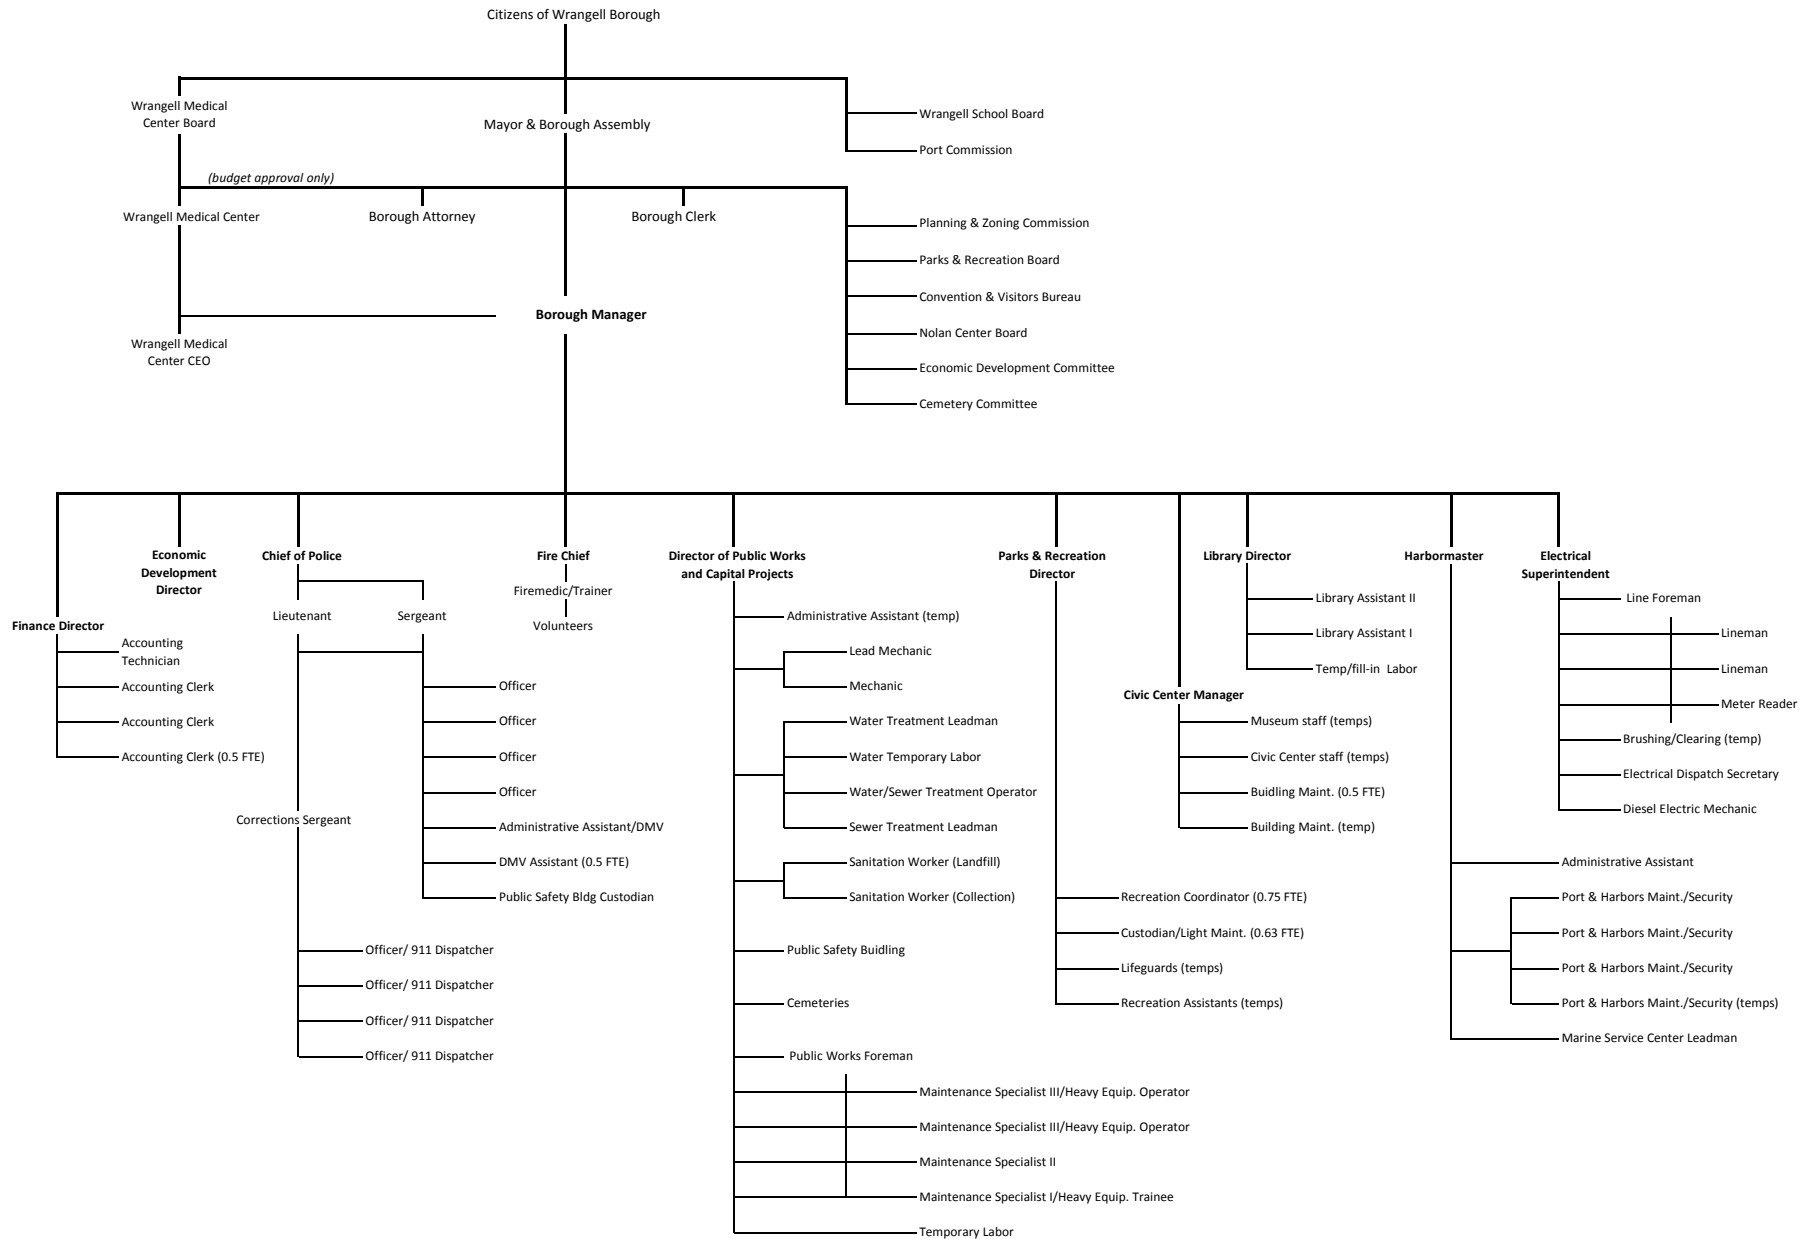 Citizens of Wrangell Borough
Wrangell Medical
Center Board
Mayor & Borough Assembly
Wrangell School Board
Port Commission
(budget approval only)
Wrangell Medical Center
Borough Attorney
Borough Clerk
Planning & Zoning Commission
Parks & Recreation Board
Convention & Visitors Bureau
Nolan Center Board
Economic Development Committee
Cemetery Committee
Borough Manager
Wrangell Medical
Center CEO
Finance Director
Accounting
Technician
Accounting Clerk
Accounting Clerk
Accounting Clerk (0.5 FTE)
Economic
Development
Director
Chief of Police
Lieutenant
Sergeant
Officer
Officer
Officer
Officer
Administrative Assistant/DMV
DMV Assistant (0.5 FTE)
Public Safety Bldg Custodian
Corrections Sergeant
Officer/ 911 Dispatcher
Officer/ 911 Dispatcher
Officer/ 911 Dispatcher
Officer/ 911 Dispatcher
Fire Chief
Firemedic/Trainer
Volunteers
Director of Public Works
and Capital Projects
Administrative Assistant (temp)
Lead Mechanic
Mechanic
Water Treatment Leadman
Water Temporary Labor
Water/Sewer Treatment Operator
Sewer Treatment Leadman
Sanitation Worker (Landfill)
Sanitation Worker (Collection)
Public Safety Buidling
Cemeteries
Public Works Foreman
Maintenance Specialist III/Heavy Equip. Operator
Maintenance Specialist III/Heavy Equip. Operator
Maintenance Specialist II
Maintenance Specialist I/Heavy Equip. Trainee
Temporary Labor
Parks & Recreation
Director
Recreation Coordinator (0.75 FTE)
Custodian/Light Maint. (0.63 FTE)
Lifeguards (temps)
Recreation Assistants (temps)
Civic Center Manager
Museum staff (temps)
Civic Center staff (temps)
Buidling Maint. (0.5 FTE)
Building Maint. (temp)
Library Director
Library Assistant II
Library Assistant I
Temp/fill-in Labor
Harbormaster
Administrative Assistant
Port & Harbors Maint./Security
Port & Harbors Maint./Security
Port & Harbors Maint./Security
Port & Harbors Maint./Security (temps)
Marine Service Center Leadman
Electrical
Superintendent
Line Foreman
Lineman
Lineman
Meter Reader
Brushing/Clearing (temp)
Electrical Dispatch Secretary
Diesel Electric Mechanic